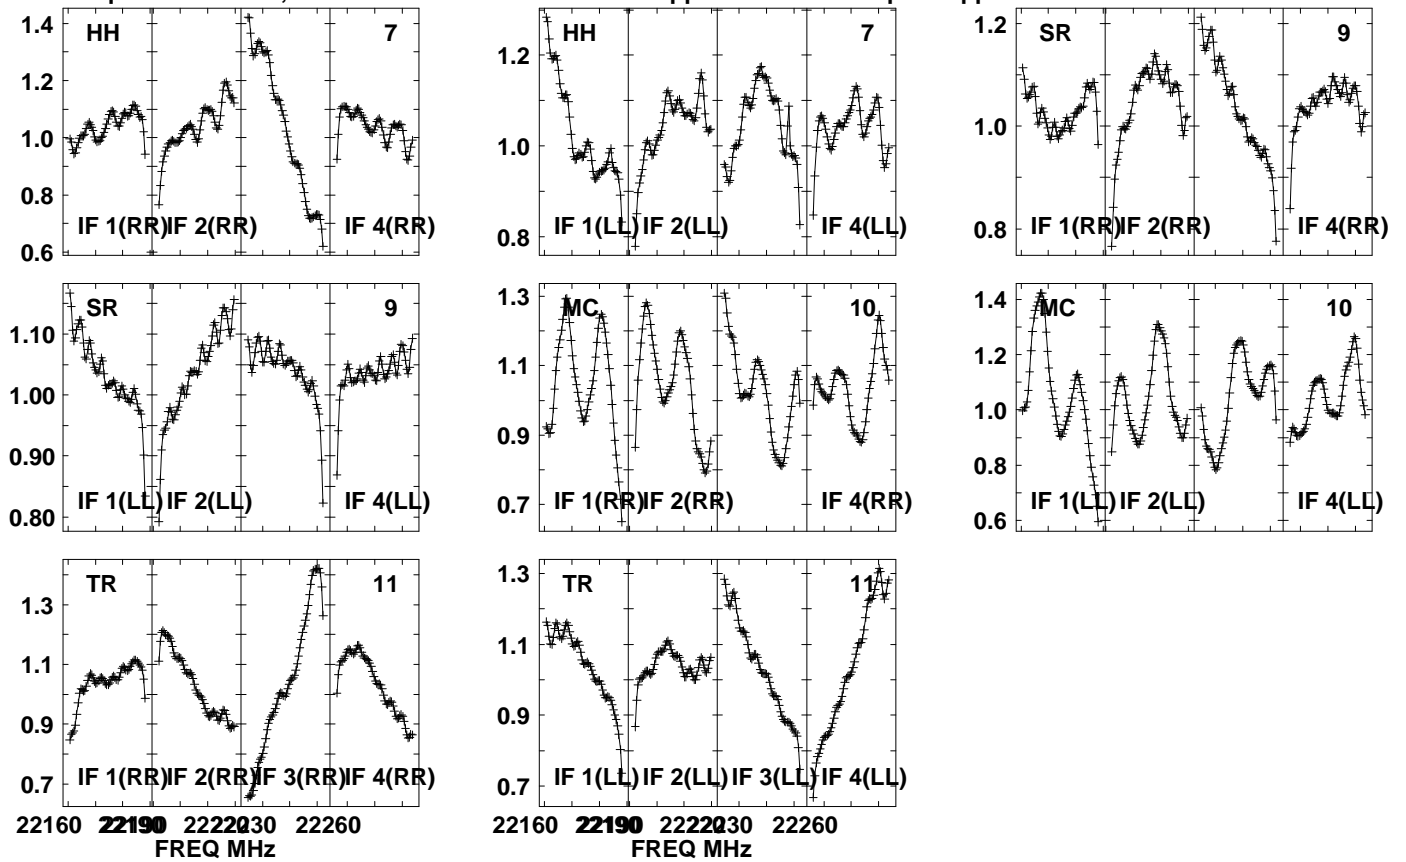 HH 7 HH 7 SR 9
1.4 1.2 1.2
1.2
1.0 1.0 1.0
0.8
0.6 0.8 0.8
IF 1(RR) IF 2(RR) IF 4(RR) IF 1(LL) IF 2(LL) IF 4(LL) IF 1(RR) IF 2(RR) IF 4(RR)
SR 9 MC 10 MC 10
1.10 1.3 1.4
1.00 1.1 1.2
0.90 0.9 1.0
0.80 0.7 0.8
0.6
IF 1(LL) IF 2(LL) IF 4(LL) IF 1(RR) IF 2(RR) IF 4(RR) IF 1(LL) IF 2(LL) IF 4(LL)
TR 11 TR 11
1.3 1.3
1.1 1.1
0.9 0.9
0.7 0.7
IF 1(RR) IF 2(RR) IF 3(RR) IF 4(RR) IF 1(LL) IF 2(LL) IF 3(LL) IF 4(LL)
22160 22190 22230 22260 22160 22190 22230 22260
FREQ MHz FREQ MHz